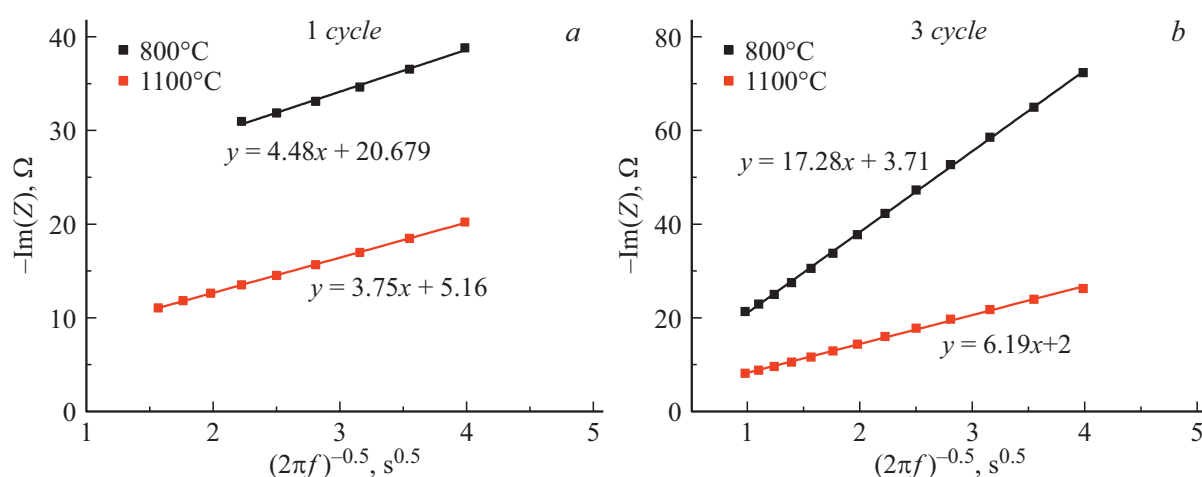 1 cycle
a
800°C
1100°C
y = 4.48x + 20.679
y = 3.75x + 5.16
–Im(Z), Ω
40
30
20
10
0
1 2 3 4 5
(2πf)^–0.5, s^0.5
3 cycle
b
800°C
1100°C
y = 17.28x + 3.71
y = 6.19x+2
–Im(Z), Ω
80
60
40
20
0
1 2 3 4 5
(2πf)^–0.5, s^0.5